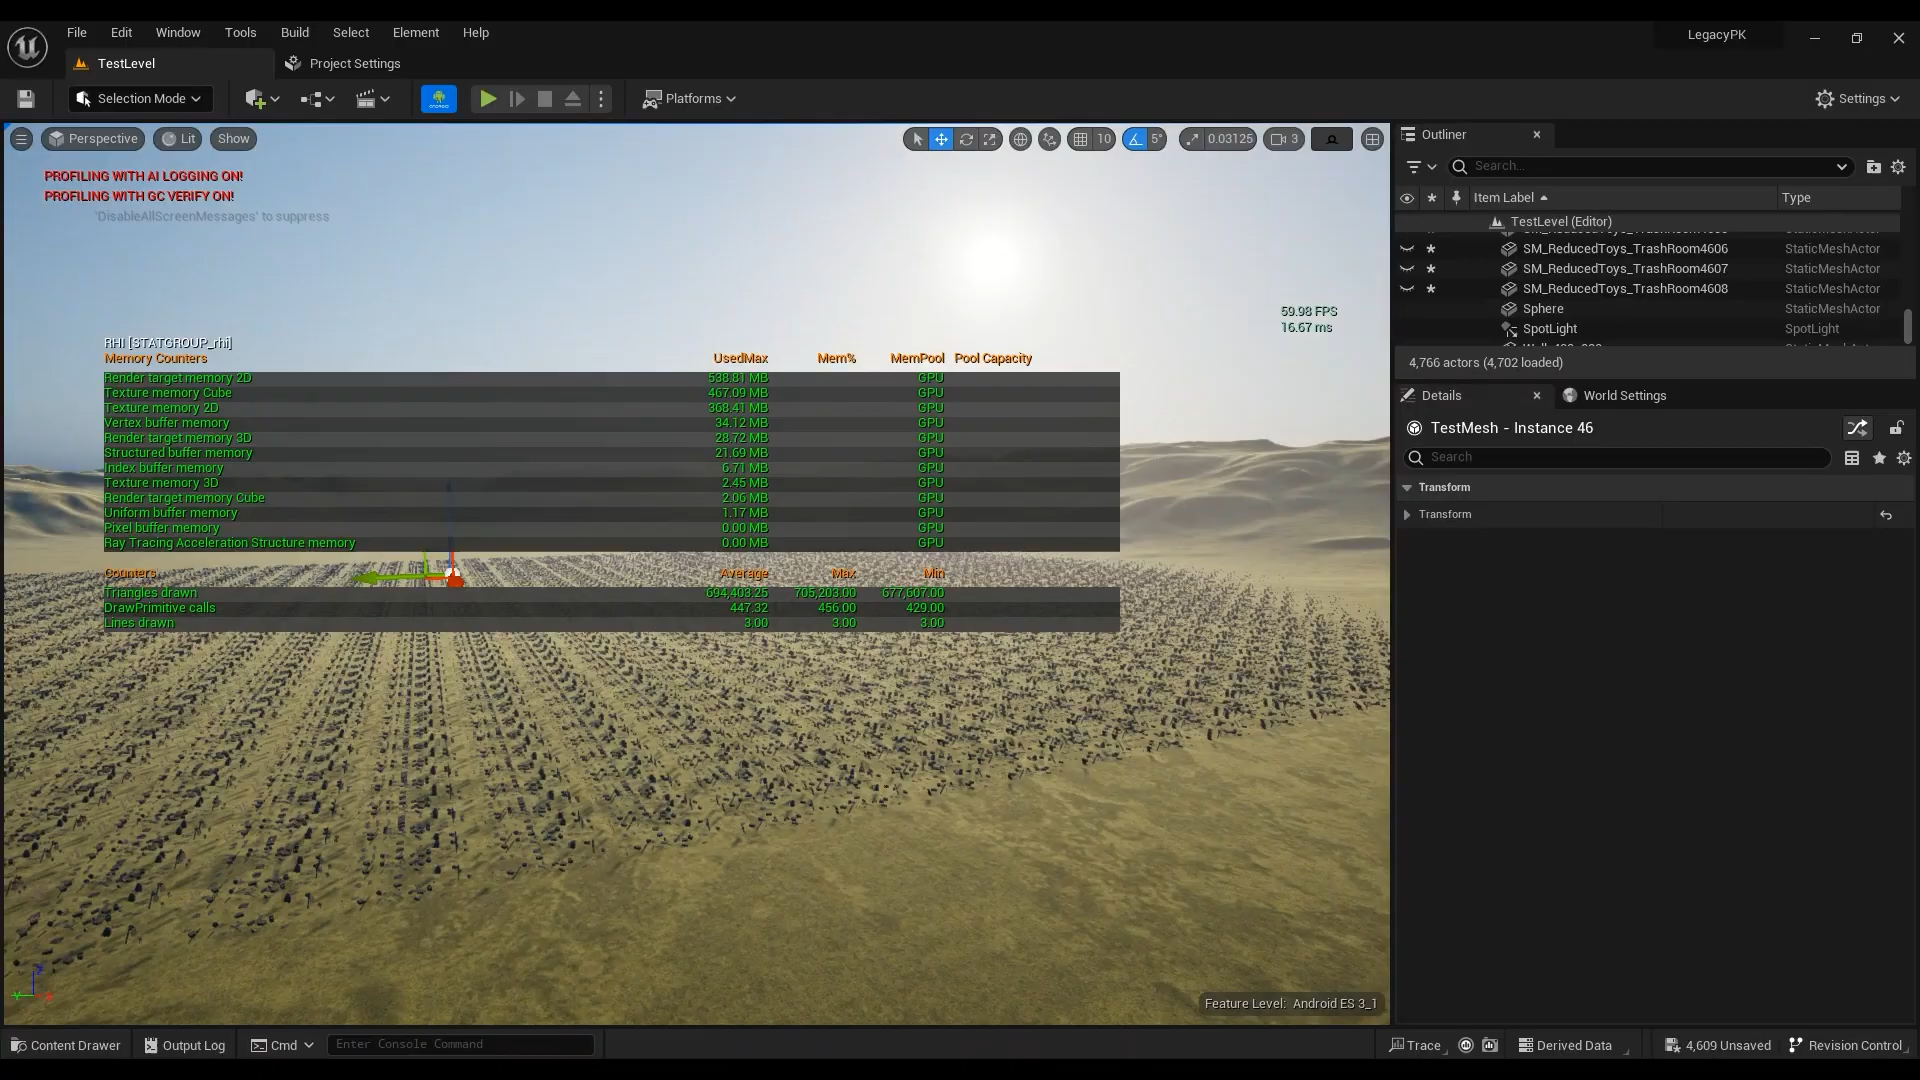 File Edit Window Tools Build Select Element Help
LegacyPK
TestLevel
Project Settings
Selection Mode
Platforms
Settings
Perspective
Lit
Show
10
5°
0.03125
3
PROFILING WITH AI LOGGING ON!
PROFILING WITH GC VERIFY ON!
'DisableAllScreenMessages' to suppress
59.98 FPS
16.67 ms
RHI [STATGROUP_rhi]
Memory Counters UsedMax Mem% MemPool Pool Capacity
Render target memory 2D 538.81 MB GPU
Texture memory Cube 467.09 MB GPU
Texture memory 2D 368.41 MB GPU
Vertex buffer memory 34.12 MB GPU
Render target memory 3D 28.72 MB GPU
Structured buffer memory 21.69 MB GPU
Index buffer memory 6.71 MB GPU
Texture memory 3D 2.45 MB GPU
Render target memory Cube 2.06 MB GPU
Uniform buffer memory 1.17 MB GPU
Pixel buffer memory 0.00 MB GPU
Ray Tracing Acceleration Structure memory 0.00 MB GPU
Counters Average Max Min
Triangles drawn 694,403.25 705,203.00 677,607.00
DrawPrimitive calls 447.32 456.00 429.00
Lines drawn 3.00 3.00 3.00
Feature Level: Android ES 3_1
Outliner
Search...
Item Label Type
TestLevel (Editor)
SM_ReducedToys_TrashRoom4606 StaticMeshActor
SM_ReducedToys_TrashRoom4607 StaticMeshActor
SM_ReducedToys_TrashRoom4608 StaticMeshActor
Sphere StaticMeshActor
SpotLight SpotLight
4,766 actors (4,702 loaded)
Details
World Settings
TestMesh - Instance 46
Search
Transform
Transform
Content Drawer
Output Log
Cmd
Enter Console Command
Trace
Derived Data
4,609 Unsaved
Revision Control